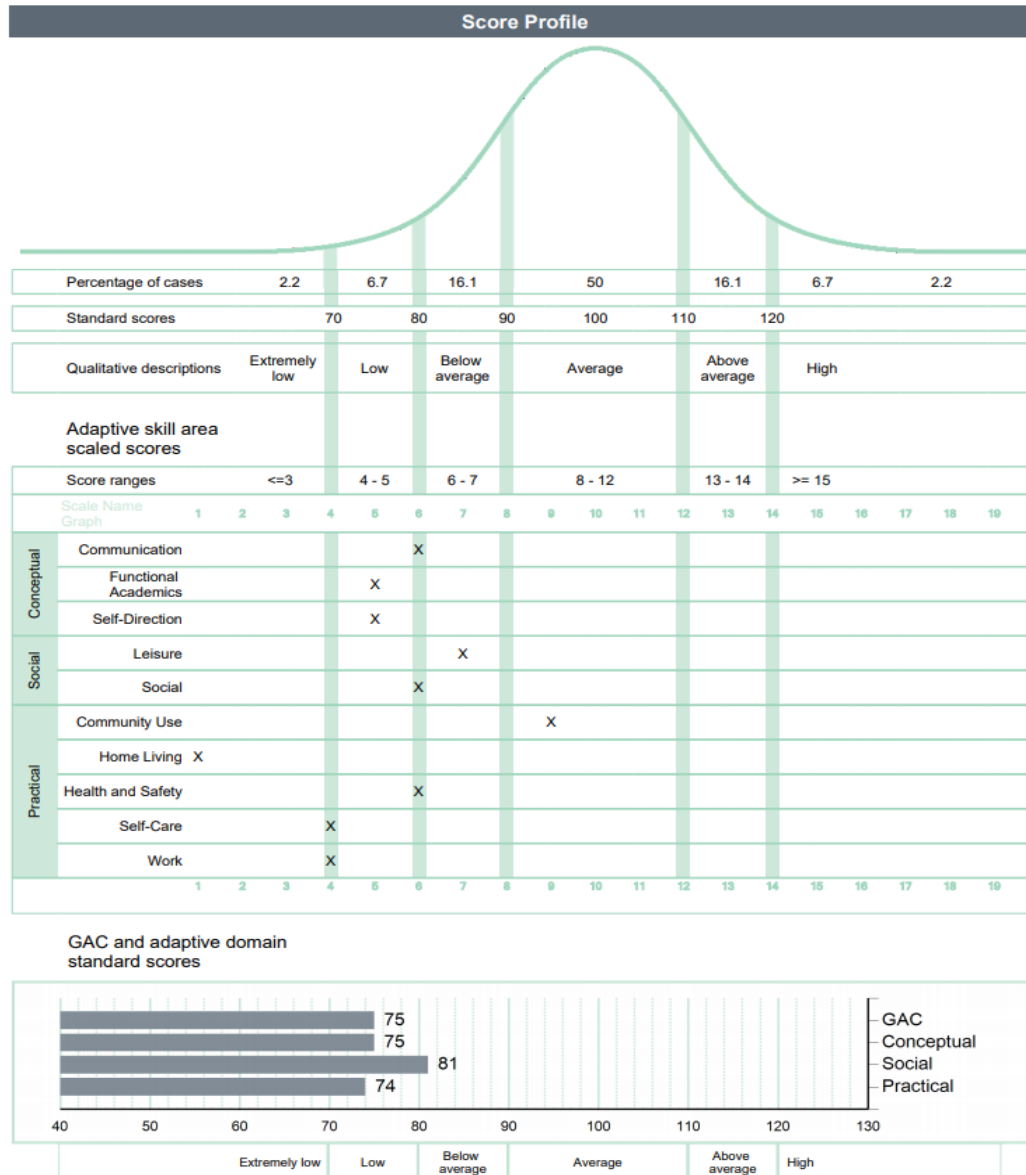 Score Profile
Percentage of cases 2.2 6.7 16.1 50 16.1 6.7 2.2
Standard scores 70 80 90 100 110 120
Qualitative descriptions Extremely low Low Below average Average Above average High
Adaptive skill area
scaled scores
Score ranges <=3 4 - 5 6 - 7 8 - 12 13 - 14 >= 15
Scale Name
Graph 1 2 3 4 5 6 7 8 9 10 11 12 13 14 15 16 17 18 19
Conceptual
Communication X
Functional
Academics X
Self-Direction X
Social
Leisure X
Social X
Practical
Community Use X
Home Living X
Health and Safety X
Self-Care X
Work X
1 2 3 4 5 6 7 8 9 10 11 12 13 14 15 16 17 18 19
GAC and adaptive domain
standard scores
75 GAC
75 Conceptual
81 Social
74 Practical
40 50 60 70 80 90 100 110 120 130
Extremely low Low Below average Average Above average High